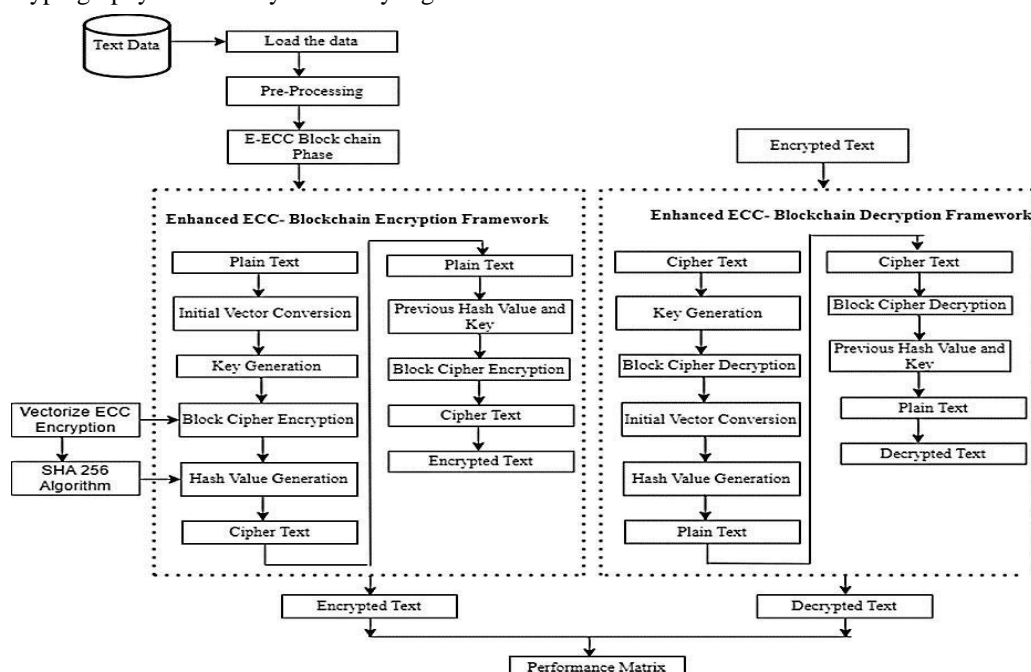 Text Data
Load the data
Pre-Processing
E-ECC Block chain
Phase
Encrypted Text
Enhanced ECC- Blockchain Encryption Framework
Plain Text
Initial Vector Conversion
Key Generation
Block Cipher Encryption
Hash Value Generation
Cipher Text
Vectorize ECC
Encryption
SHA 256
Algorithm
Plain Text
Previous Hash Value and
Key
Block Cipher Encryption
Cipher Text
Encrypted Text
Enhanced ECC- Blockchain Decryption Framework
Cipher Text
Key Generation
Block Cipher Decryption
Initial Vector Conversion
Hash Value Generation
Plain Text
Cipher Text
Block Cipher Decryption
Previous Hash Value and
Key
Plain Text
Decrypted Text
Encrypted Text
Decrypted Text
Performance Matrix